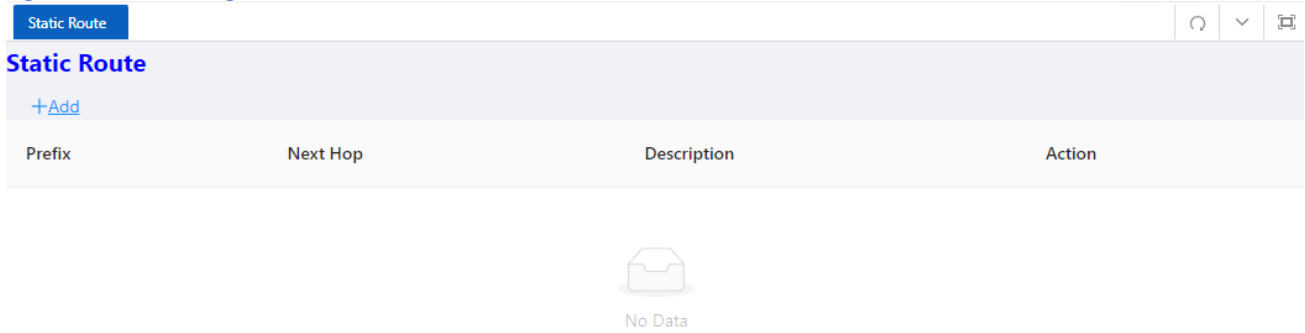 Static Route
Static Route
+Add
Prefix Next Hop Description Action
No Data